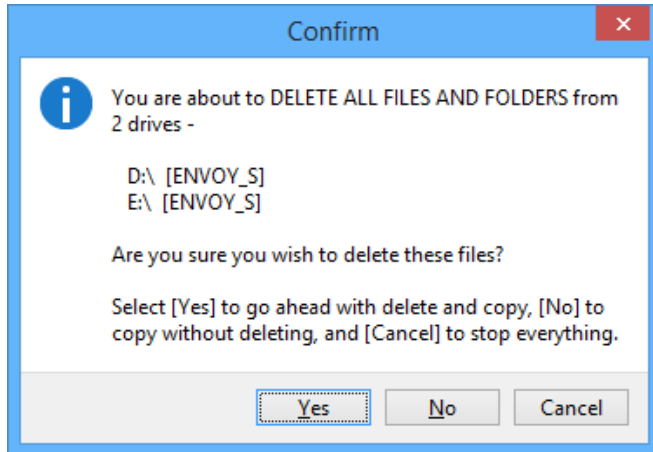 Confirm
You are about to DELETE ALL FILES AND FOLDERS from
2 drives -
D:\ [ENVOY_S]
E:\ [ENVOY_S]
Are you sure you wish to delete these files?
Select [Yes] to go ahead with delete and copy, [No] to
copy without deleting, and [Cancel] to stop everything.
Yes No Cancel